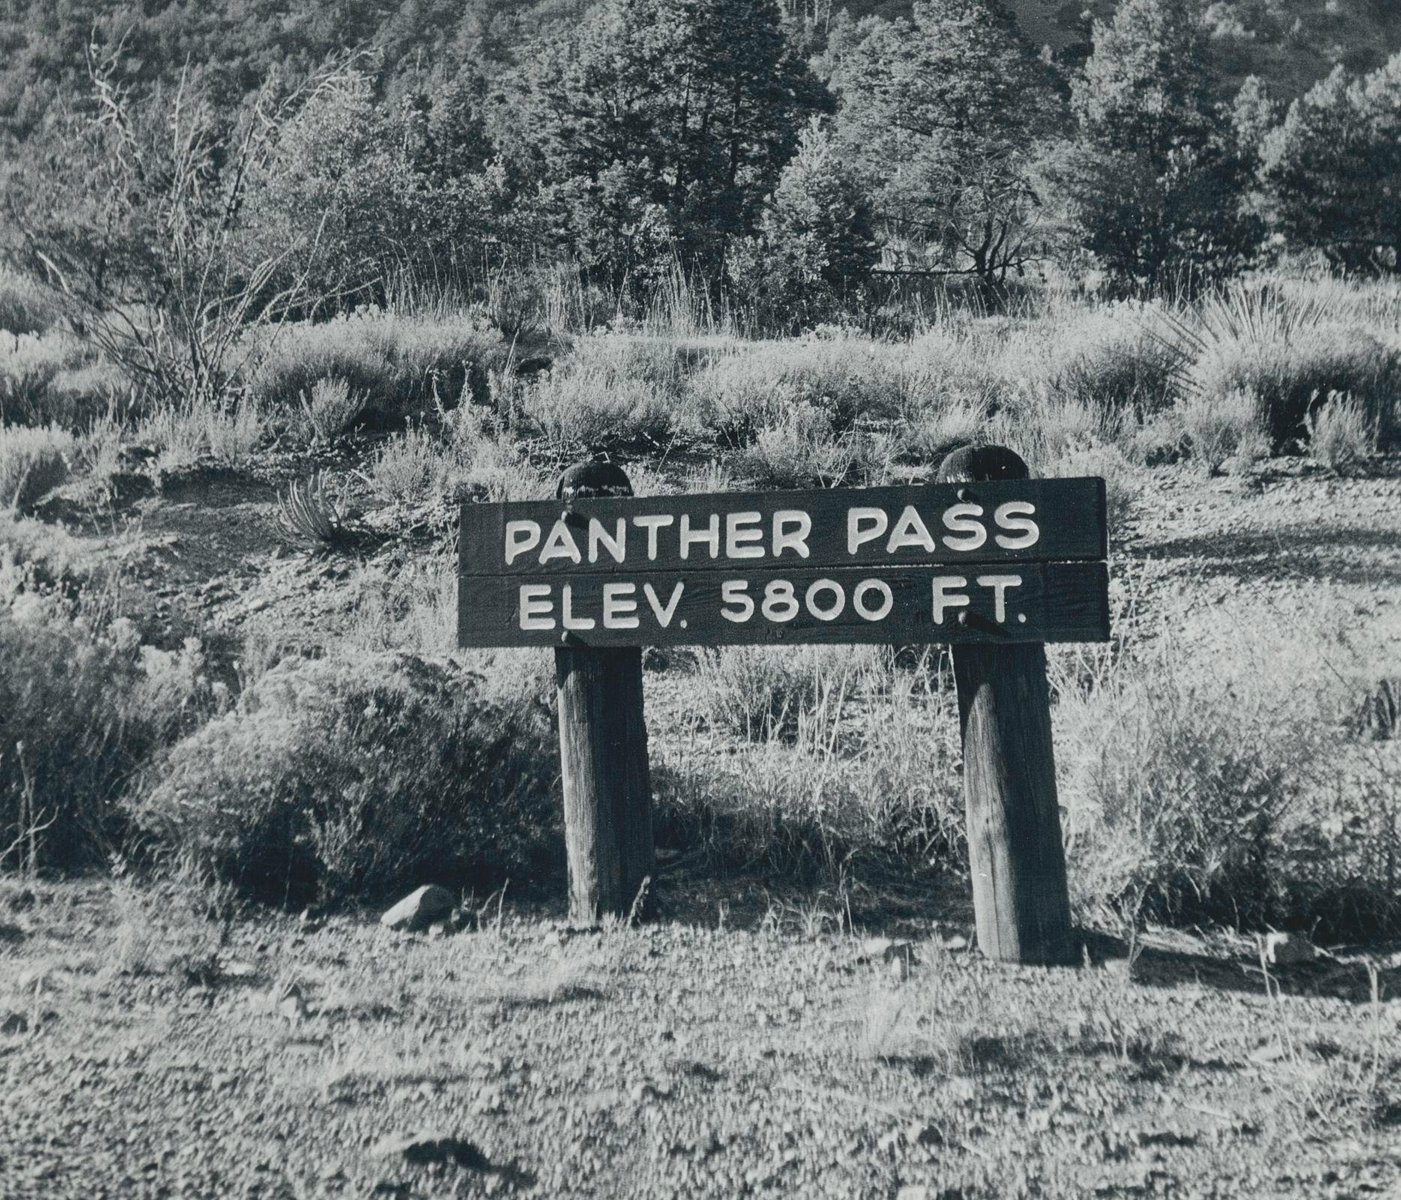 PANTHER PASS
ELEV. 5800 FT.